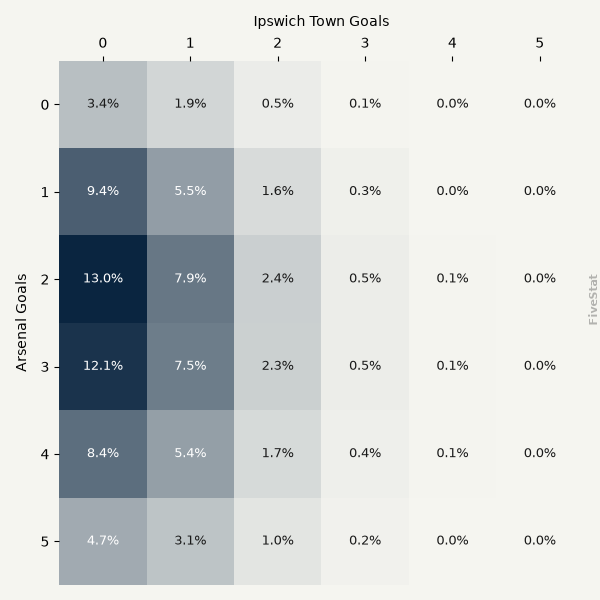 Ipswich Town Goals
0 1 2 3 4 5
0 3.4% 1.9% 0.5% 0.1% 0.0% 0.0%
1 9.4% 5.5% 1.6% 0.3% 0.0% 0.0%
2 13.0% 7.9% 2.4% 0.5% 0.1% 0.0%
3 12.1% 7.5% 2.3% 0.5% 0.1% 0.0%
4 8.4% 5.4% 1.7% 0.4% 0.1% 0.0%
5 4.7% 3.1% 1.0% 0.2% 0.0% 0.0%
Arsenal Goals
FiveStat